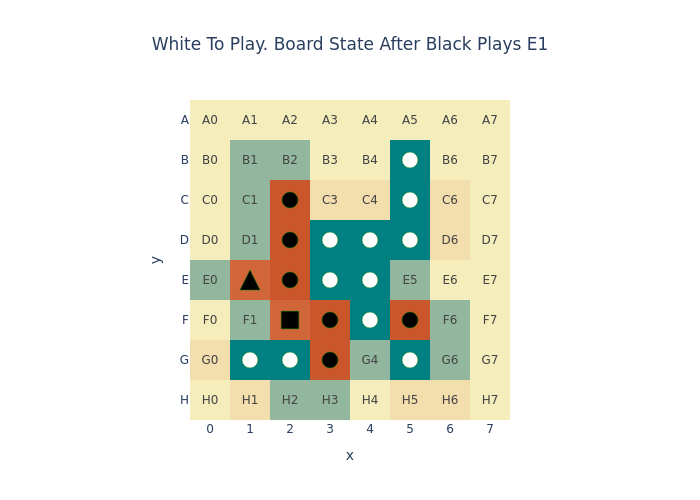 White To Play. Board State After Black Plays E1
A A0 A1 A2 A3 A4 A5 A6 A7
B B0 B1 B2 B3 B4 B6 B7
C C0 C1 C3 C4 C6 C7
D D0 D1 D6 D7
y
E E0 E5 E6 E7
F F0 F1 F6 F7
G G0 G4 G6 G7
H H0 H1 H2 H3 H4 H5 H6 H7
0 1 2 3 4 5 6 7
x